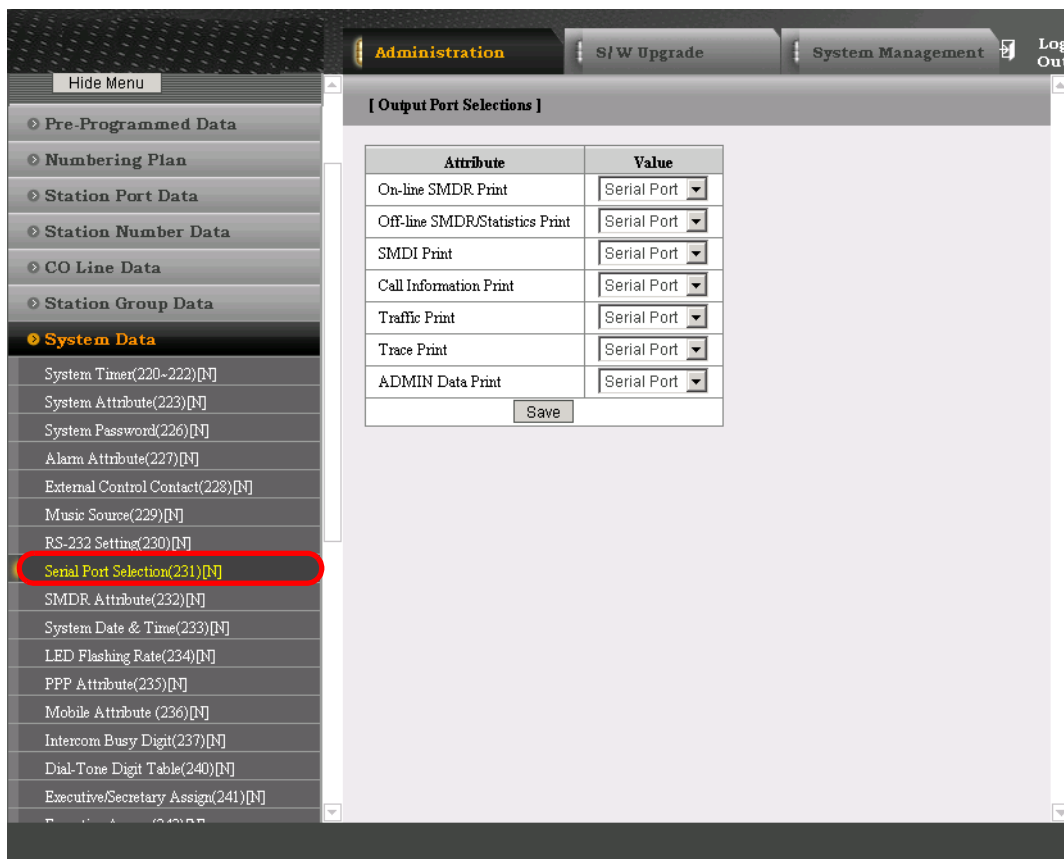 Administration
S/W Upgrade
System Management
Log
Out
Hide Menu
Pre-Programmed Data
Numbering Plan
Station Port Data
Station Number Data
CO Line Data
Station Group Data
System Data
System Timer(220~222)[N]
System Attribute(223)[N]
System Password(226)[N]
Alarm Attribute(227)[N]
External Control Contact(228)[N]
Music Source(229)[N]
RS-232 Setting(230)[N]
Serial Port Selection(231)[N]
SMDR Attribute(232)[N]
System Date & Time(233)[N]
LED Flashing Rate(234)[N]
PPP Attribute(235)[N]
Mobile Attribute (236)[N]
Intercom Busy Digit(237)[N]
Dial-Tone Digit Table(240)[N]
Executive/Secretary Assign(241)[N]
[ Output Port Selections ]
Attribute Value
On-line SMDR Print Serial Port
Off-line SMDR/Statistics Print Serial Port
SMDI Print Serial Port
Call Information Print Serial Port
Traffic Print Serial Port
Trace Print Serial Port
ADMIN Data Print Serial Port
Save